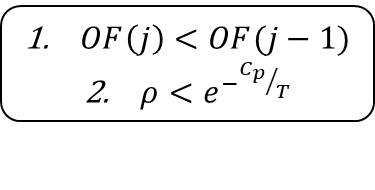 1. OF(j) < OF(j − 1)
2. ρ < e^{−Cp/T}